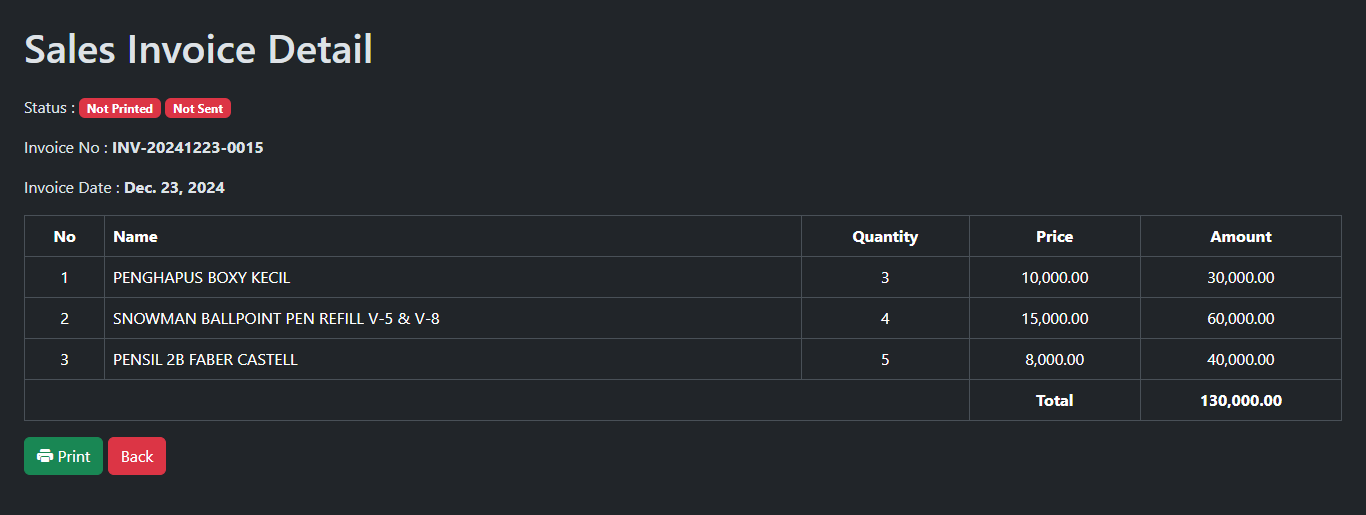 Sales Invoice Detail
Status : Not Printed Not Sent
Invoice No : INV-20241223-0015
Invoice Date : Dec. 23, 2024
No Name Quantity Price Amount
1 PENGHAPUS BOXY KECIL 3 10,000.00 30,000.00
2 SNOWMAN BALLPOINT PEN REFILL V-5 & V-8 4 15,000.00 60,000.00
3 PENSIL 2B FABER CASTELL 5 8,000.00 40,000.00
Total 130,000.00
Print Back